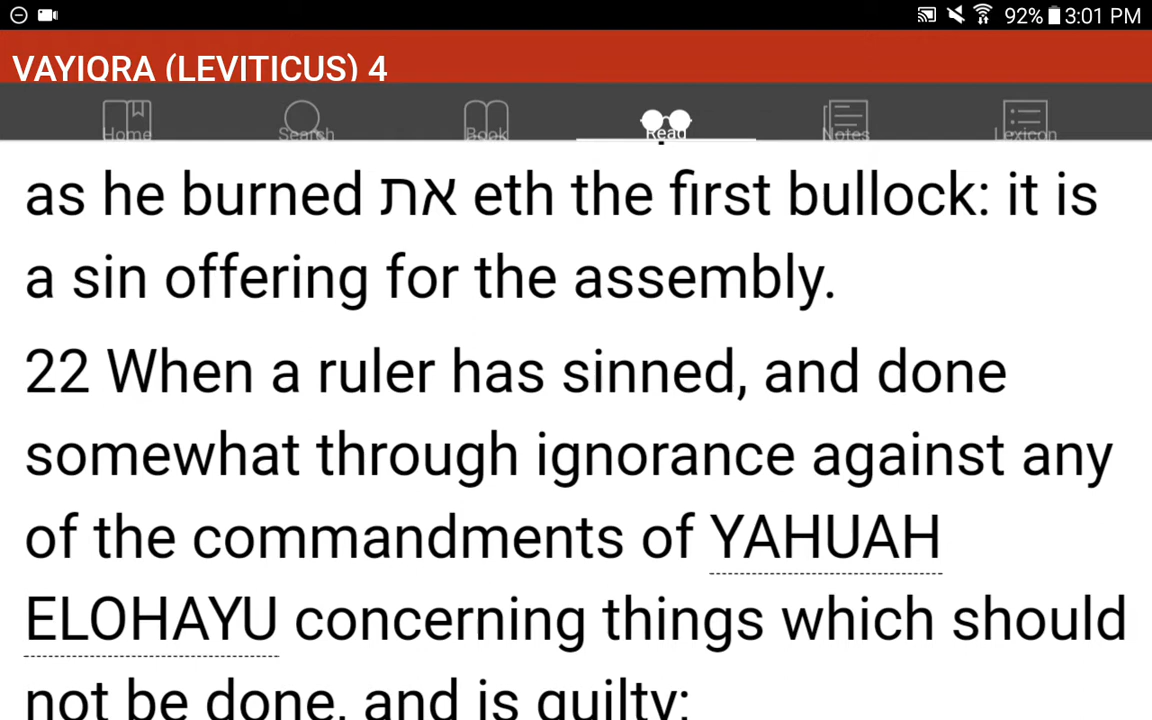 92% 3:01 PM
VAYIQRA (LEVITICUS) 4
Home Search Book Read Notes Lexicon
as he burned את eth the first bullock: it is
a sin offering for the assembly.
22 When a ruler has sinned, and done
somewhat through ignorance against any
of the commandments of YAHUAH
ELOHAYU concerning things which should
not be done, and is guilty;